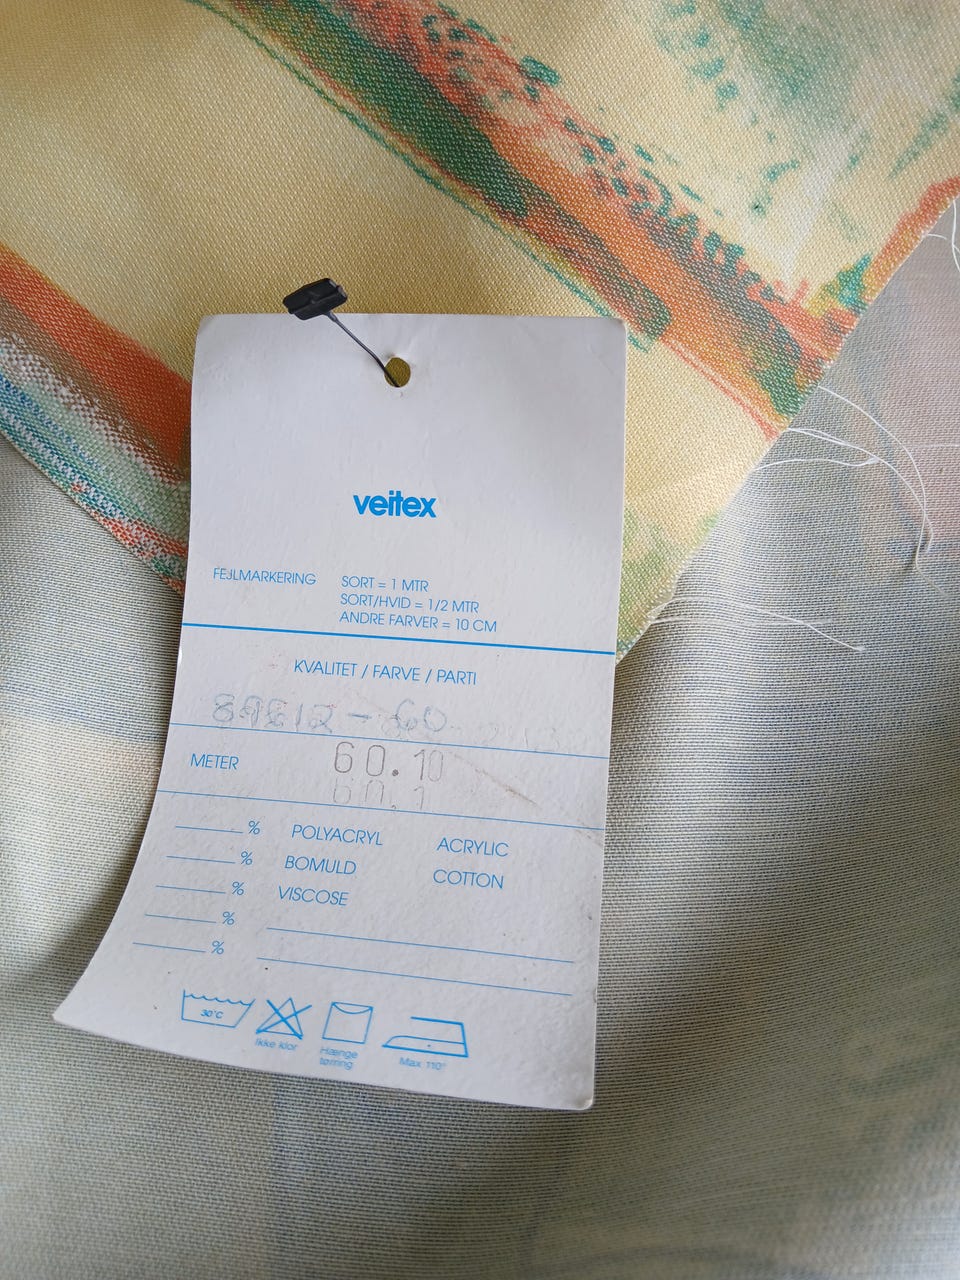 veitex
FEJLMARKERING SORT = 1 MTR
SORT/HVID = 1/2 MTR
ANDRE FARVER = 10 CM
KVALITET / FARVE / PARTI
- 60
METER 60.10
60.1
% POLYACRYL ACRYLIC
% BOMULD COTTON
% VISCOSE
%
%
30°C
Ikke klor
Hænge
tørring
Max 110°